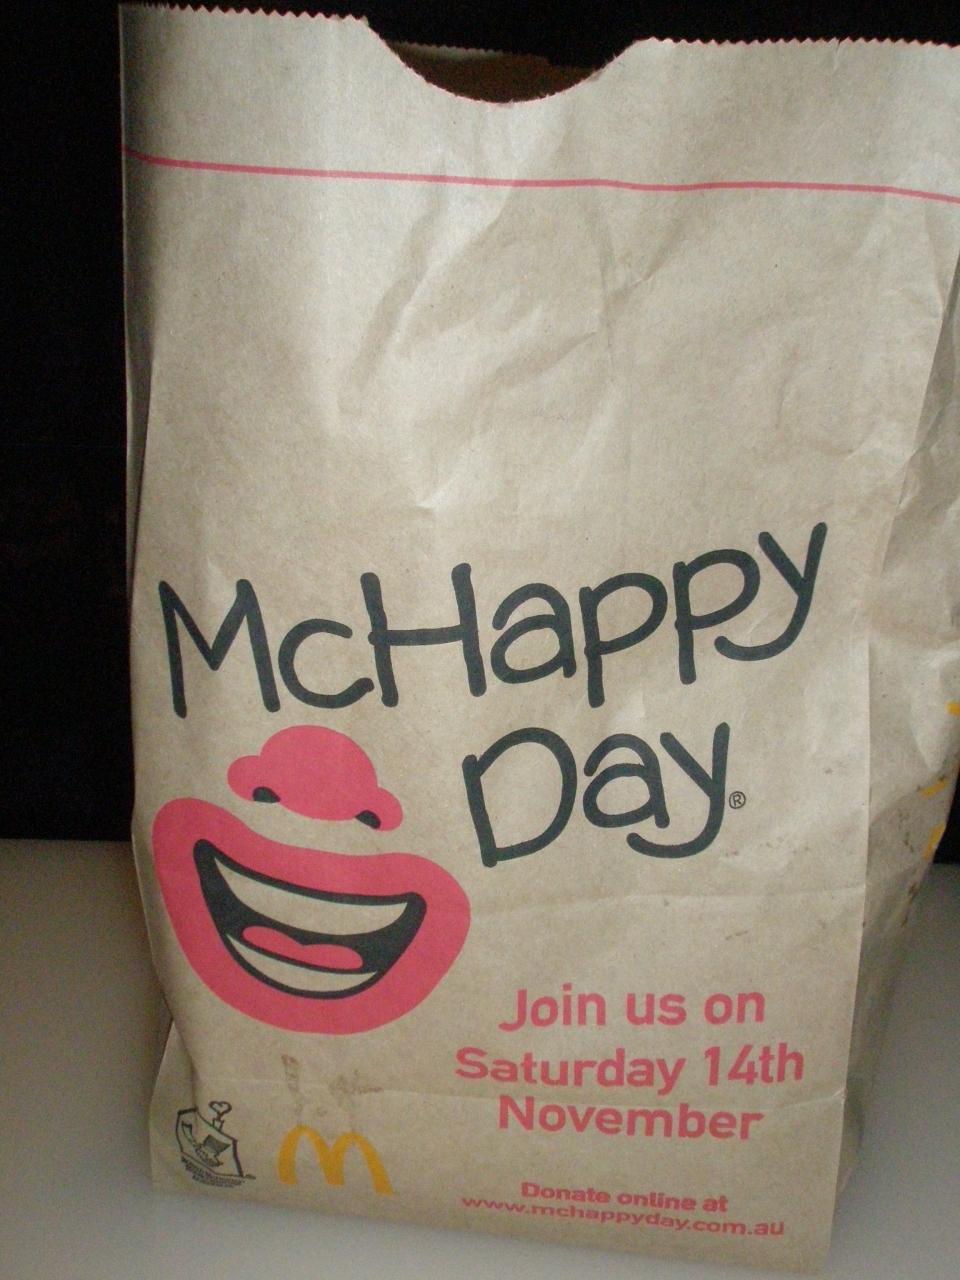 McHappy
Day®
Join us on
Saturday 14th
November
Donate online at
www.mchappyday.com.au